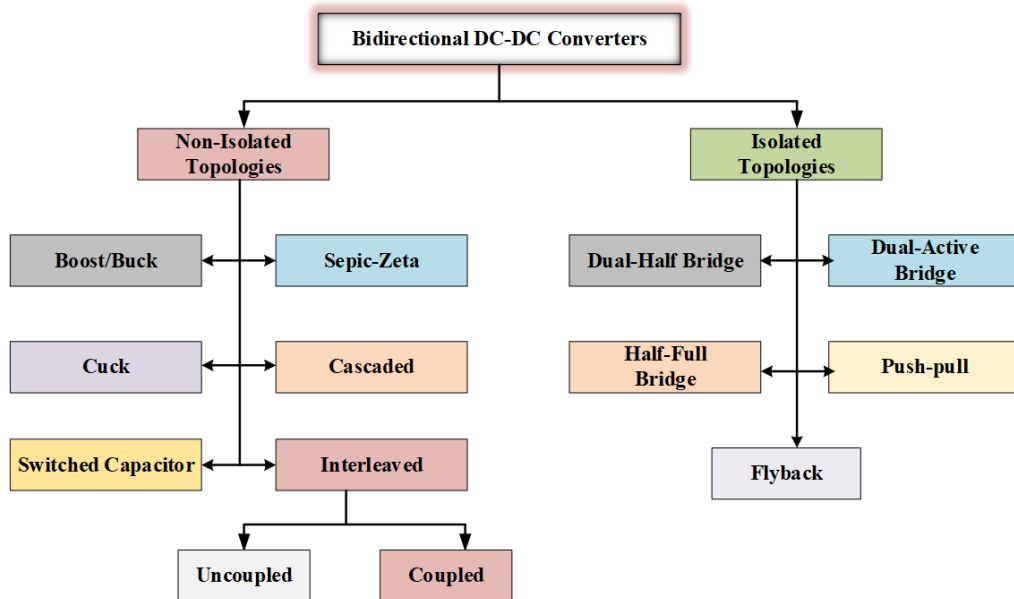 Bidirectional DC-DC Converters
Non-Isolated
Topologies
Isolated
Topologies
Boost/Buck
Sepic-Zeta
Dual-Half Bridge
Dual-Active
Bridge
Cuck
Cascaded
Half-Full
Bridge
Push-pull
Switched Capacitor
Interleaved
Flyback
Uncoupled
Coupled